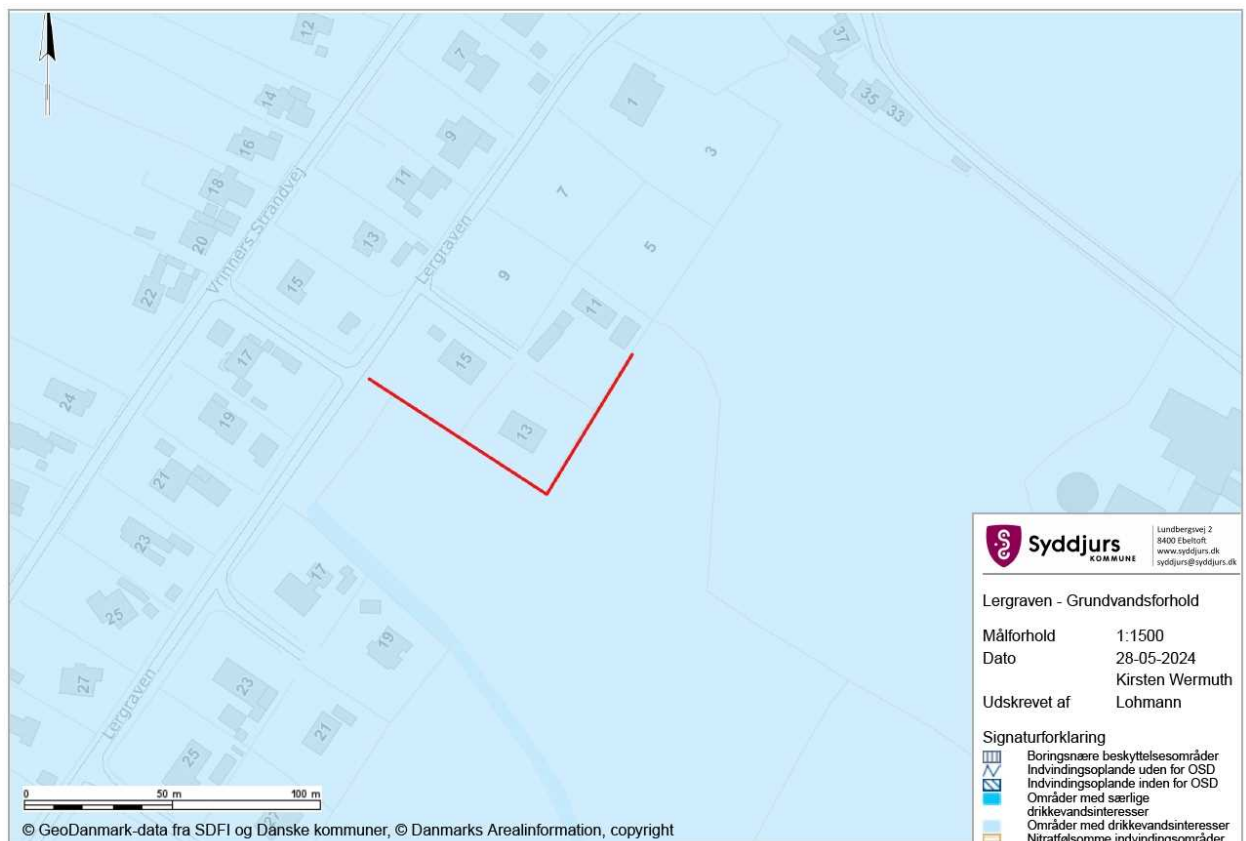 12
7
37
14
1
35
33
16
9
3
11
7
18
13
5
20
Vrinners Strandvej
Lergraven
9
15
22
11
17
15
24
19
13
21
23
17
25
19
27
23
21
Lergraven
25
Syddjurs
KOMMUNE
Lundbergsvej 2
8400 Ebeltoft
www.syddjurs.dk
syddjurs@syddjurs.dk
Lergraven - Grundvandsforhold
Målforhold 1:1500
Dato 28-05-2024
Kirsten Wermuth
Udskrevet af Lohmann
Signaturforklaring
Boringsnære beskyttelsesområder
Indvindingsoplande uden for OSD
Indvindingsoplande inden for OSD
Områder med særlige
drikkevandsinteresser
Områder med drikkevandsinteresser
Nitratfølsomme indvindingsområder
0 50 m 100 m
© GeoDanmark-data fra SDFI og Danske kommuner, © Danmarks Arealinformation, copyright